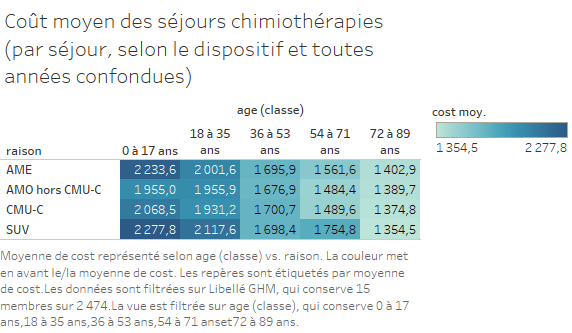 Coût moyen des séjours chimiothérapies
(par séjour, selon le dispositif et toutes
années confondues)
age (classe)
cost moy.
1 354,5 2 277,8
raison 0 à 17 ans 18 à 35 ans 36 à 53 ans 54 à 71 ans 72 à 89 ans
AME 2 233,6 2 001,6 1 695,9 1 561,6 1 402,9
AMO hors CMU-C 1 955,0 1 955,9 1 676,9 1 484,4 1 389,7
CMU-C 2 068,5 1 931,2 1 700,7 1 489,6 1 374,8
SUV 2 277,8 2 117,6 1 698,4 1 754,8 1 354,5
Moyenne de cost représenté selon age (classe) vs. raison. La couleur met
en avant le/la moyenne de cost. Les repères sont étiquetés par moyenne
de cost.Les données sont filtrées sur Libellé GHM, qui conserve 15
membres sur 2 474.La vue est filtrée sur age (classe), qui conserve 0 à 17
ans,18 à 35 ans,36 à 53 ans,54 à 71 anset72 à 89 ans.